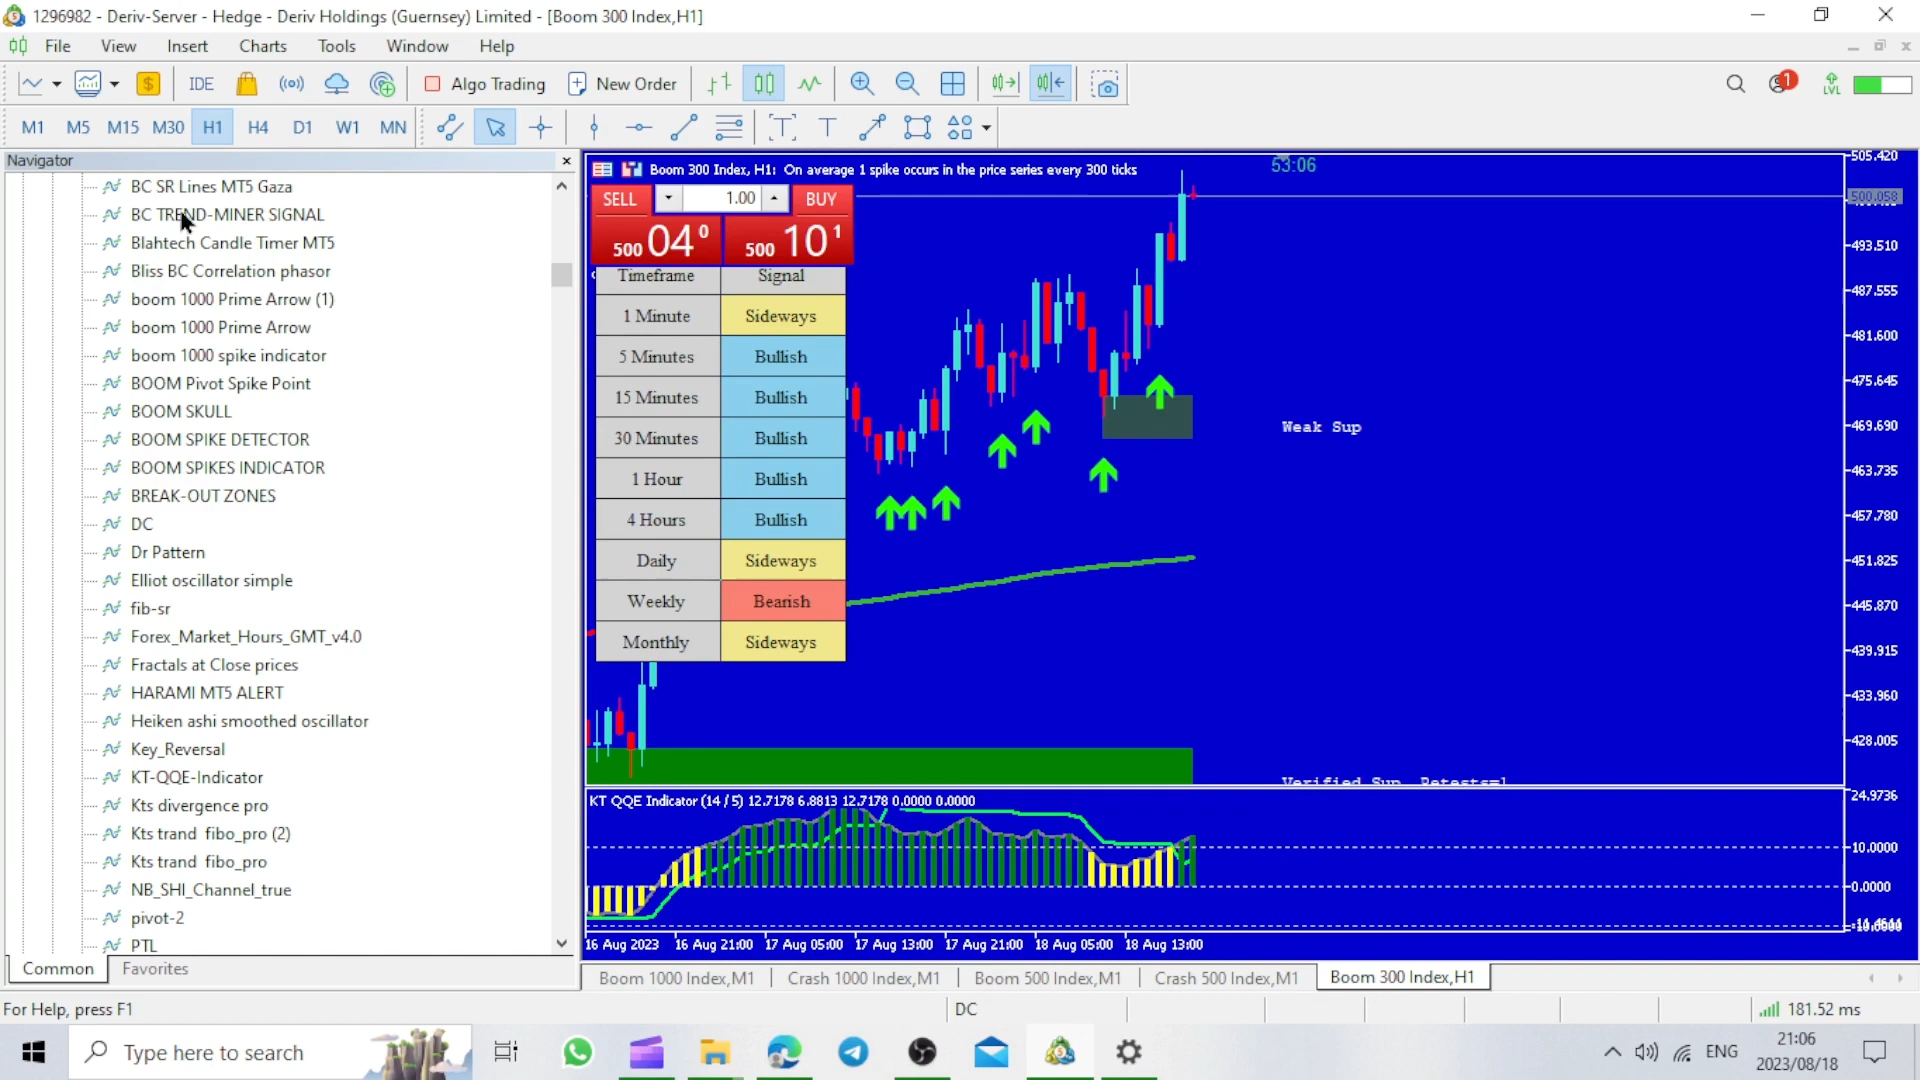 1296982 - Deriv-Server - Hedge - Deriv Holdings (Guernsey) Limited - [Boom 300 Index,H1]
File View Insert Charts Tools Window Help
IDE Algo Trading New Order 1 LVL
M1 M5 M15 M30 H1 H4 D1 W1 MN T T
Navigator
BC SR Lines MT5 Gaza
BC TREND-MINER SIGNAL
Blahtech Candle Timer MT5
Bliss BC Correlation phasor
boom 1000 Prime Arrow (1)
boom 1000 Prime Arrow
boom 1000 spike indicator
BOOM Pivot Spike Point
BOOM SKULL
BOOM SPIKE DETECTOR
BOOM SPIKES INDICATOR
BREAK-OUT ZONES
DC
Dr Pattern
Elliot oscillator simple
fib-sr
Forex_Market_Hours_GMT_v4.0
Fractals at Close prices
HARAMI MT5 ALERT
Heiken ashi smoothed oscillator
Key_Reversal
KT-QQE-Indicator
Kts divergence pro
Kts trand fibo_pro (2)
Kts trand fibo_pro
NB_SHI_Channel_true
pivot-2
PTL
Common Favorites
Boom 300 Index, H1: On average 1 spike occurs in the price series every 300 ticks
53:06
SELL 1.00 BUY
500 04 0 500 10 1
Timeframe Signal
1 Minute Sideways
5 Minutes Bullish
15 Minutes Bullish
30 Minutes Bullish
1 Hour Bullish
4 Hours Bullish
Daily Sideways
Weekly Bearish
Monthly Sideways
Weak Sup
Verified Sup, Retests=1
505.420
500.058
493.510
487.555
481.600
475.645
469.690
463.735
457.780
451.825
445.870
439.915
433.960
428.005
KT QQE Indicator (14 / 5) 12.7178 6.8813 12.7178 0.0000 0.0000
24.9736
10.0000
0.0000
16 Aug 2023 16 Aug 21:00 17 Aug 05:00 17 Aug 13:00 17 Aug 21:00 18 Aug 05:00 18 Aug 13:00
Boom 1000 Index,M1 Crash 1000 Index,M1 Boom 500 Index,M1 Crash 500 Index,M1 Boom 300 Index,H1
For Help, press F1 DC 181.52 ms
Type here to search
ENG
21:06
2023/08/18